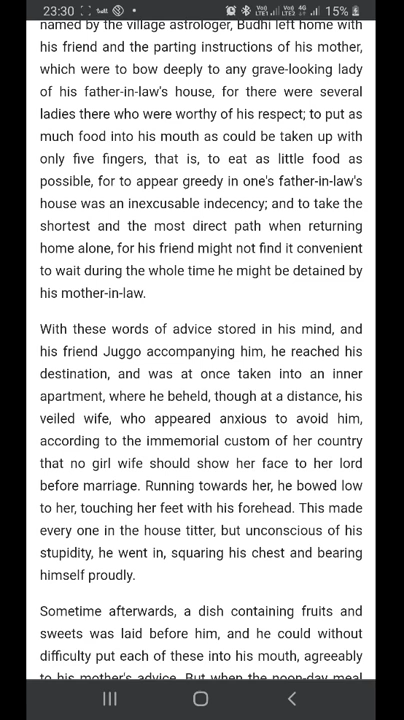 23:30 15%
named by the village astrologer, Budhi left home with
his friend and the parting instructions of his mother,
which were to bow deeply to any grave-looking lady
of his father-in-law's house, for there were several
ladies there who were worthy of his respect; to put as
much food into his mouth as could be taken up with
only five fingers, that is, to eat as little food as
possible, for to appear greedy in one's father-in-law's
house was an inexcusable indecency; and to take the
shortest and the most direct path when returning
home alone, for his friend might not find it convenient
to wait during the whole time he might be detained by
his mother-in-law.
With these words of advice stored in his mind, and
his friend Juggo accompanying him, he reached his
destination, and was at once taken into an inner
apartment, where he beheld, though at a distance, his
veiled wife, who appeared anxious to avoid him,
according to the immemorial custom of her country
that no girl wife should show her face to her lord
before marriage. Running towards her, he bowed low
to her, touching her feet with his forehead. This made
every one in the house titter, but unconscious of his
stupidity, he went in, squaring his chest and bearing
himself proudly.
Sometime afterwards, a dish containing fruits and
sweets was laid before him, and he could without
difficulty put each of these into his mouth, agreeably
to his mother's advice. But when the noon-day meal